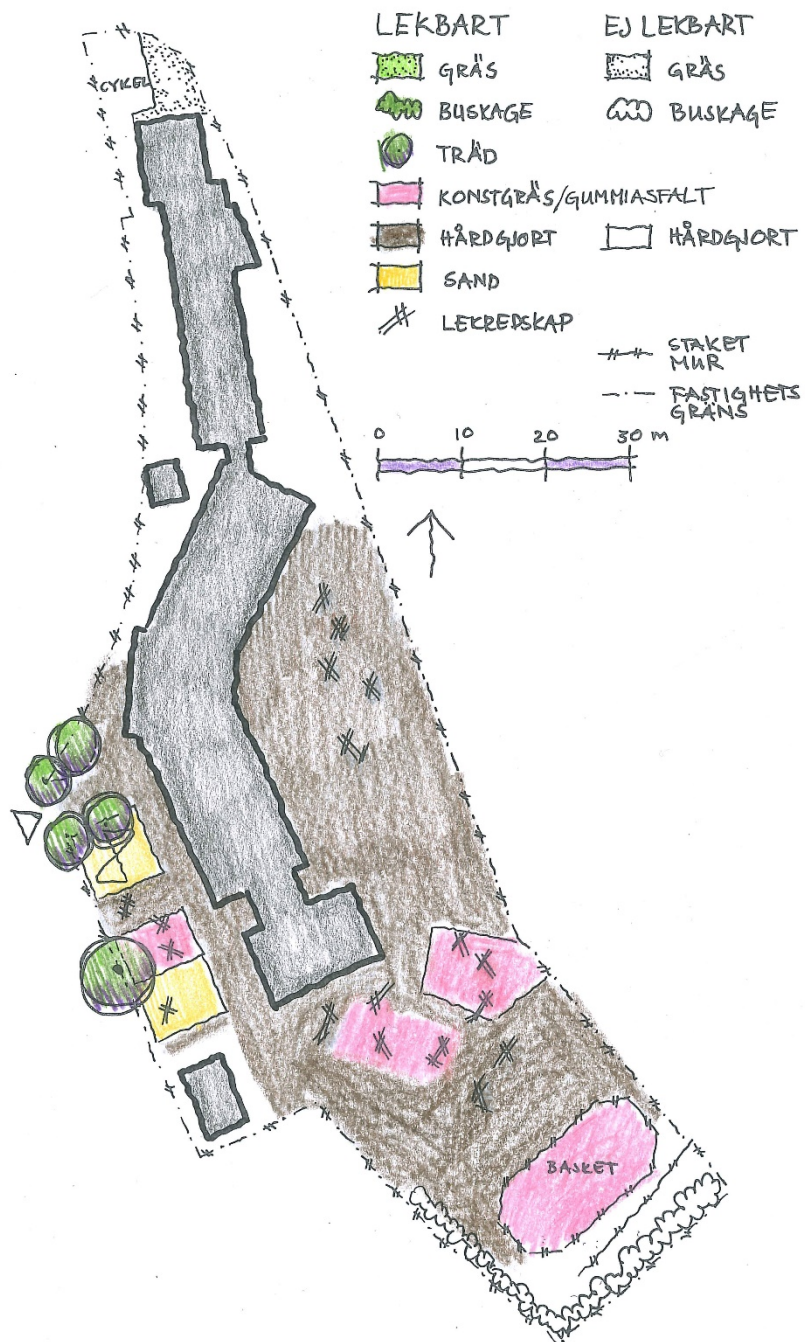 LEKBART
GRÄS
BUSKAGE
TRÄD
KONSTGRÄS/GUMMIASFALT
HÅRDGJORT
SAND
LEKREDSKAP
EJ LEKBART
GRÄS
BUSKAGE
HÅRDGJORT
STAKET
MUR
FASTIGHETS
GRÄNS
0 10 20 30 m
CYKEL
BASKET